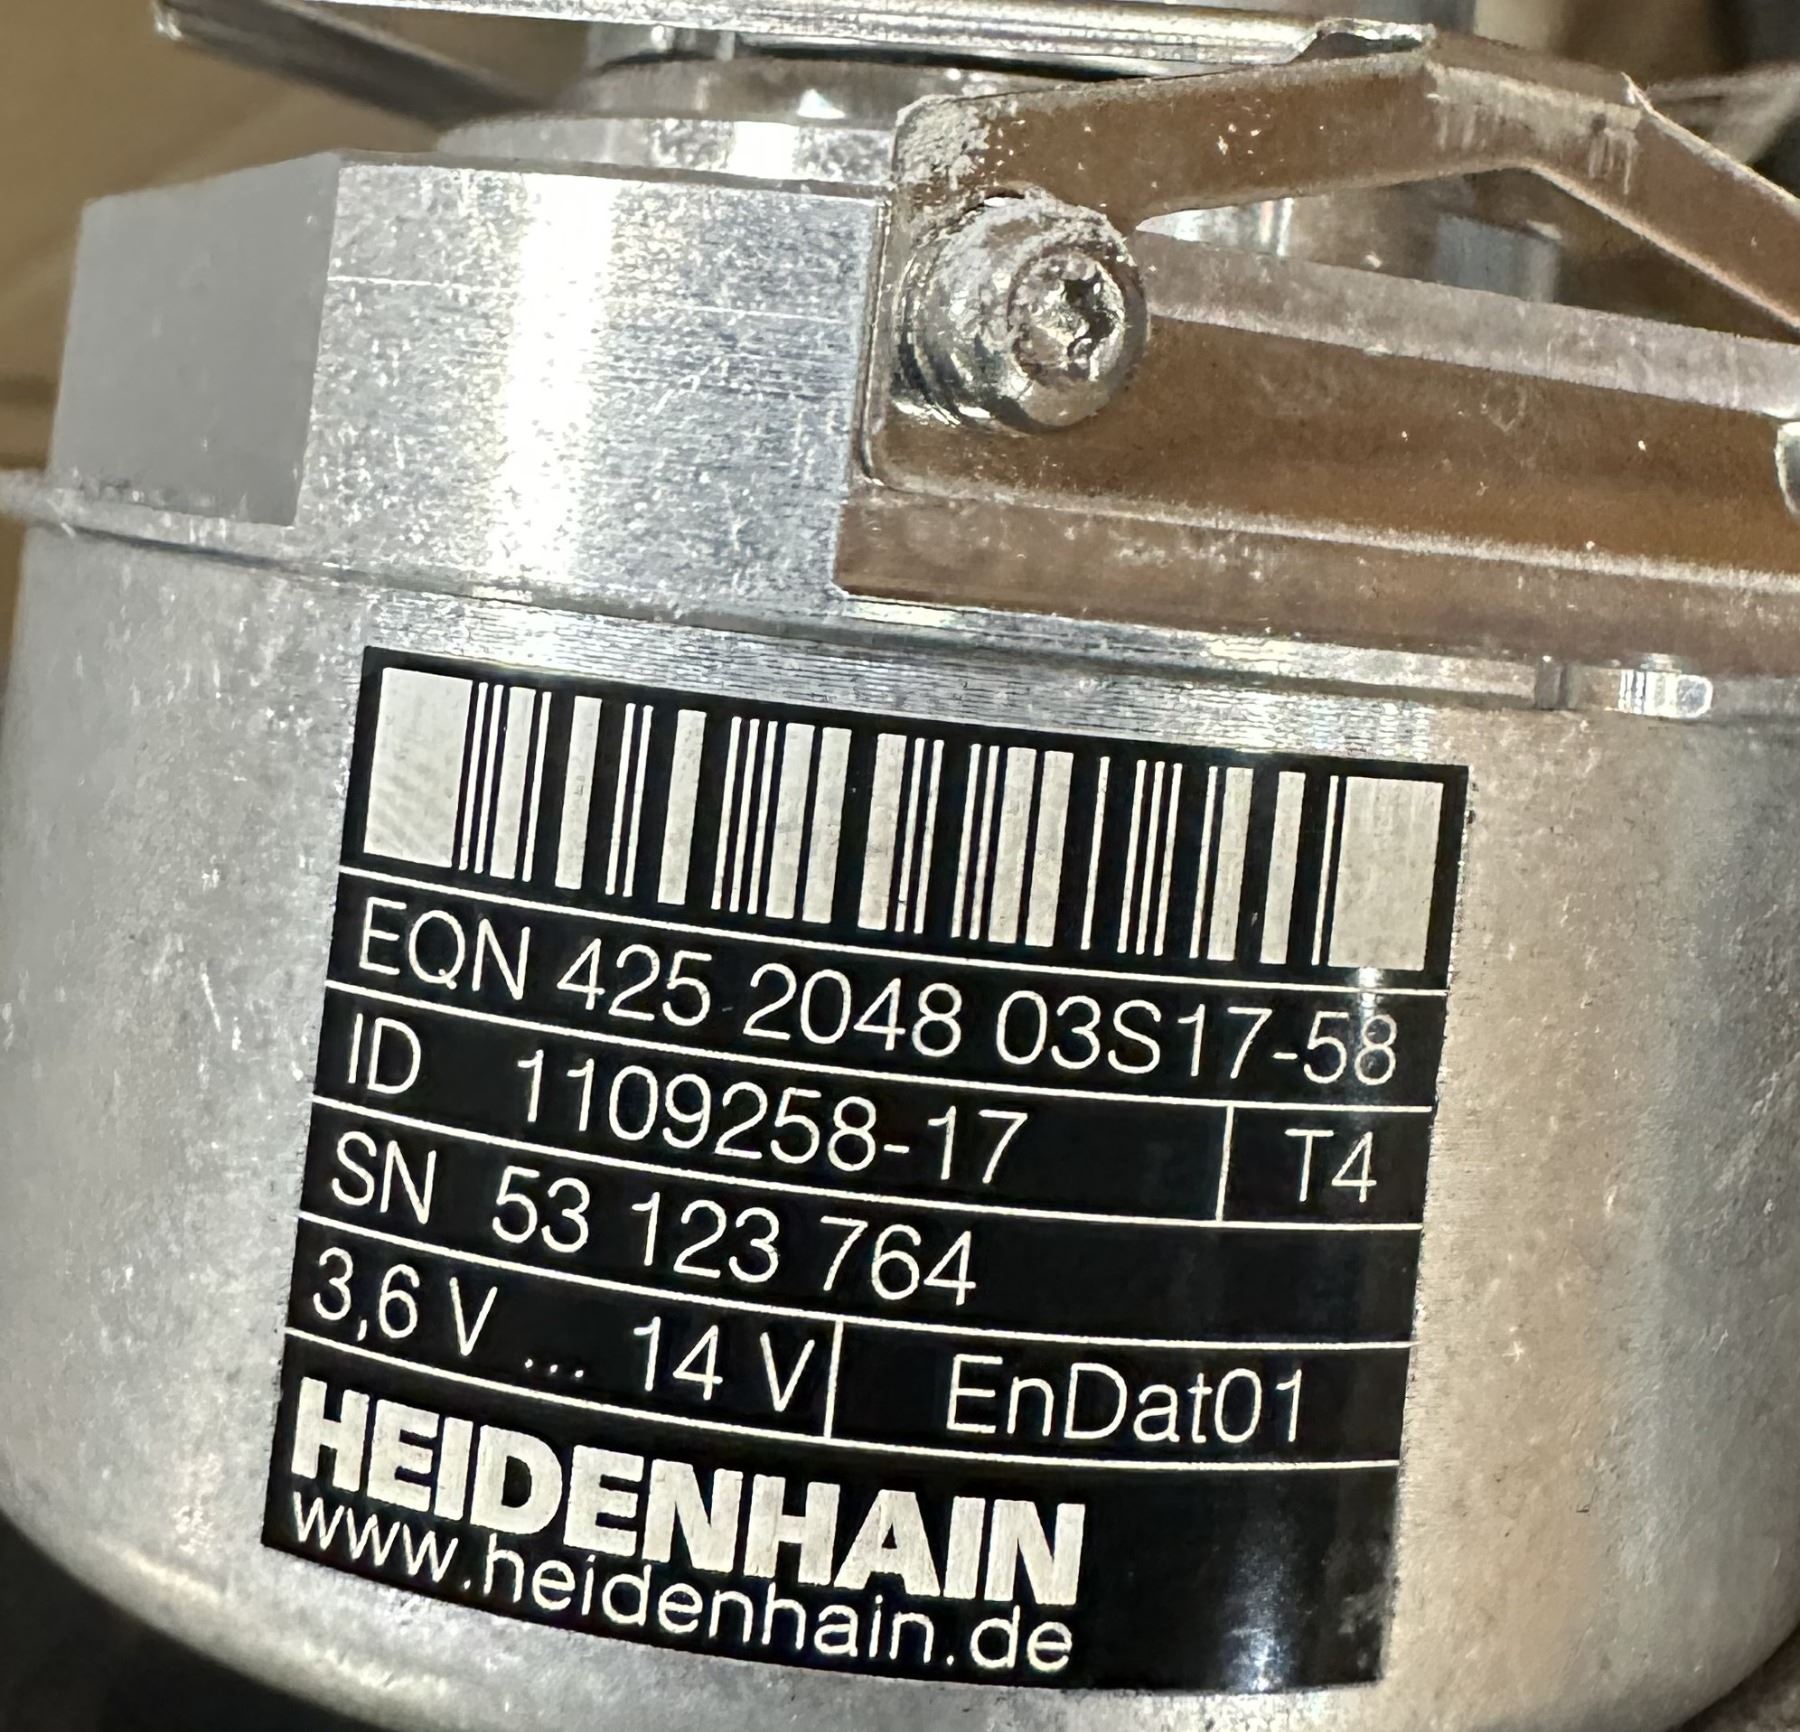 EQN 425 2048 03S17-58
ID 1109258-17 T4
SN 53 123 764
3,6 V ... 14 V EnDat01
HEIDENHAIN
www.heidenhain.de